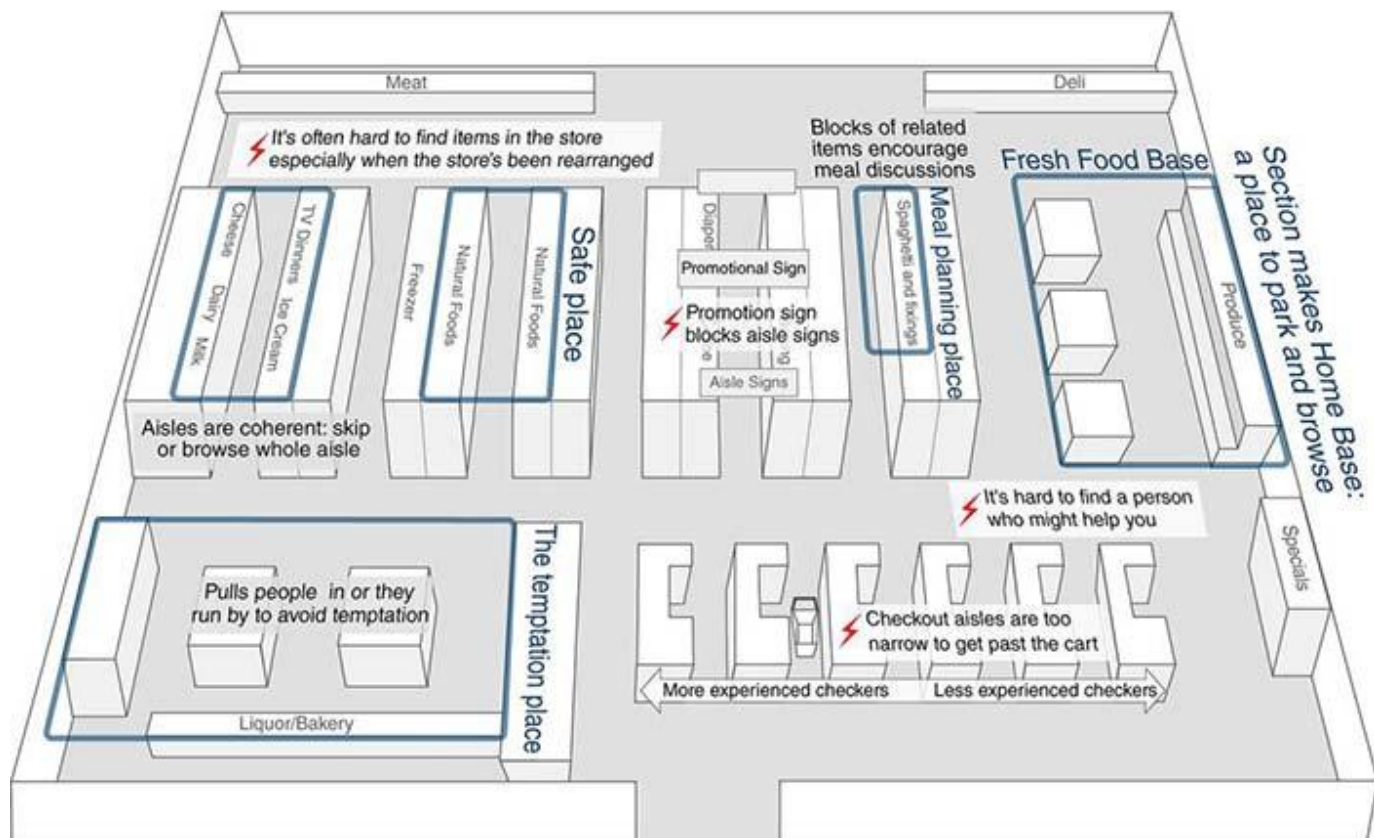 Meat
Deli
It's often hard to find items in the store
especially when the store's been rearranged
Blocks of related
items encourage
meal discussions
Fresh Food Base
Section makes Home Base:
a place to park and browse
Cheese Dairy Milk
TV Dinners Ice Cream
Freezer
Natural Foods
Natural Foods
Safe place
Diaper
Promotional Sign
Promotion sign
blocks aisle signs
Aisle Signs
Spaghetti and fixings
Meal planning place
Produce
Aisles are coherent: skip
or browse whole aisle
It's hard to find a person
who might help you
Specials
The temptation place
Pulls people in or they
run by to avoid temptation
Liquor/Bakery
Checkout aisles are too
narrow to get past the cart
More experienced checkers
Less experienced checkers